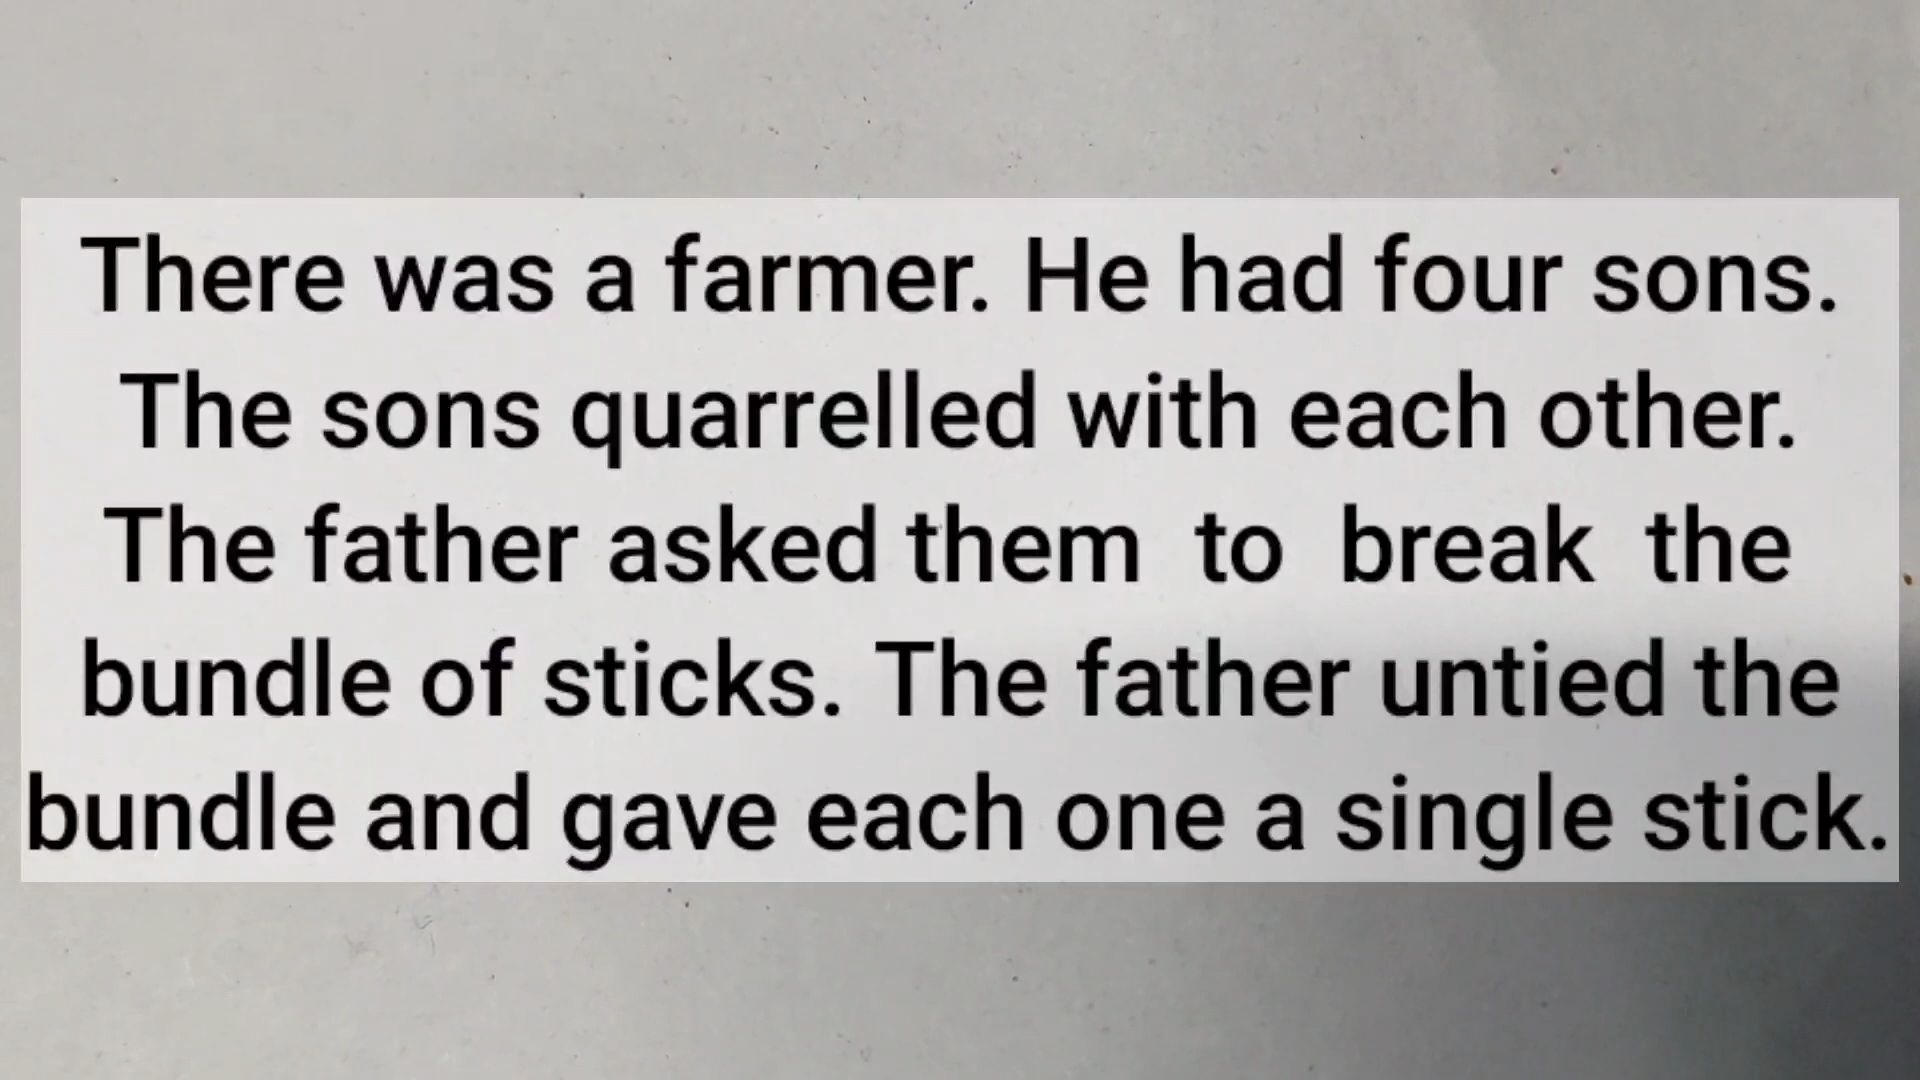 There was a farmer. He had four sons.
The sons quarrelled with each other.
The father asked them to break the
bundle of sticks. The father untied the
bundle and gave each one a single stick.